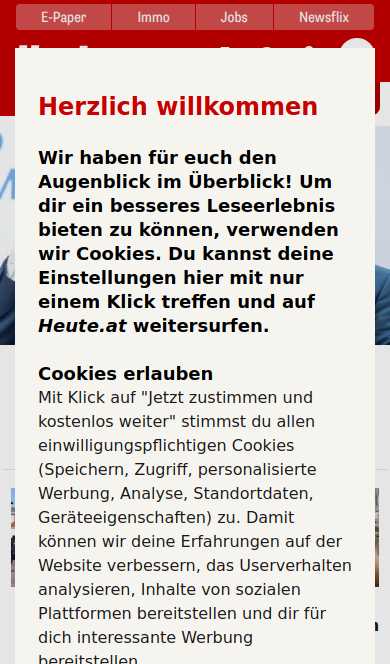 E-Paper Immo Jobs Newsflix
Herzlich willkommen
Wir haben für euch den
Augenblick im Überblick! Um
dir ein besseres Leseerlebnis
bieten zu können, verwenden
wir Cookies. Du kannst deine
Einstellungen hier mit nur
einem Klick treffen und auf
Heute.at weitersurfen.
Cookies erlauben
Mit Klick auf "Jetzt zustimmen und
kostenlos weiter" stimmst du allen
einwilligungspflichtigen Cookies
(Speichern, Zugriff, personalisierte
Werbung, Analyse, Standortdaten,
Geräteeigenschaften) zu. Damit
können wir deine Erfahrungen auf der
Website verbessern, das Userverhalten
analysieren, Inhalte von sozialen
Plattformen bereitstellen und dir für
dich interessante Werbung
bereitstellen